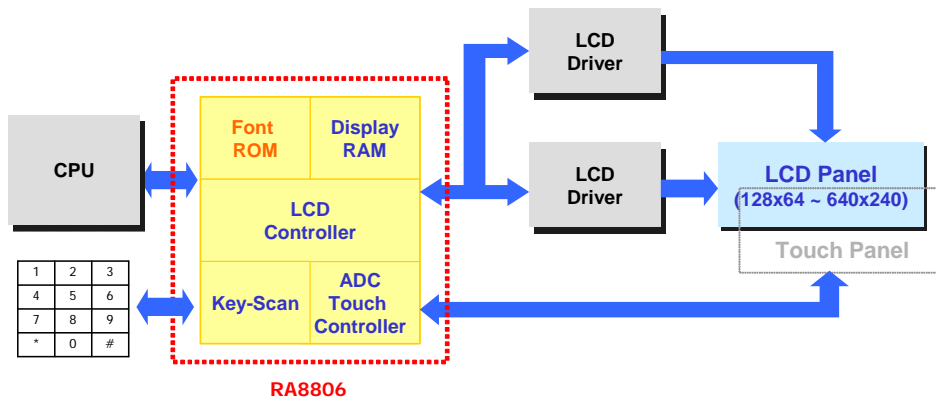 LCD
Driver
CPU
Font
ROM
Display
RAM
LCD
Controller
Key-Scan
ADC
Touch
Controller
LCD
Driver
LCD Panel
(128x64 ~ 640x240)
Touch Panel
1 2 3
4 5 6
7 8 9
* 0 #
RA8806